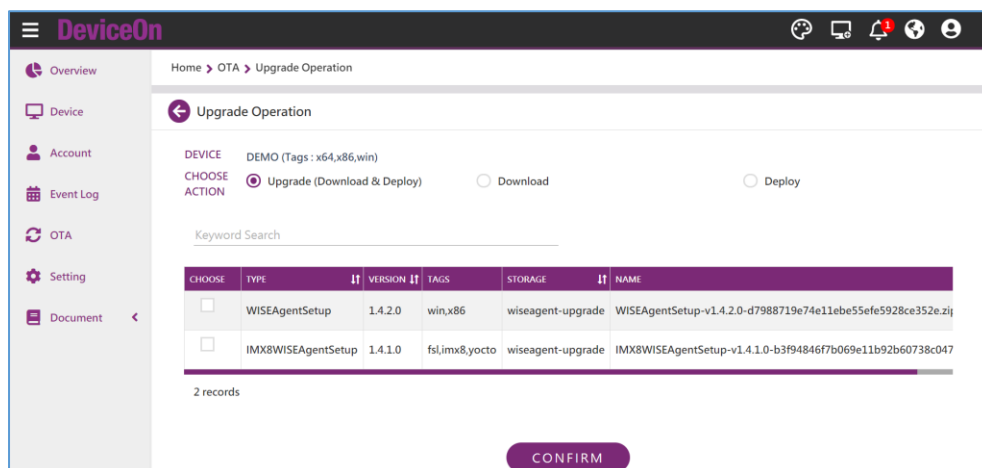 DeviceOn
1
Overview
Home > OTA > Upgrade Operation
Device
Upgrade Operation
Account
DEVICE DEMO (Tags : x64,x86,win)
CHOOSE ACTION Upgrade (Download & Deploy) Download Deploy
Event Log
OTA
Keyword Search
Setting
CHOOSE TYPE VERSION TAGS STORAGE NAME
Document
WISEAgentSetup 1.4.2.0 win,x86 wiseagent-upgrade WISEAgentSetup-v1.4.2.0-d7988719e74e11ebe55efe5928ce352e.zip
IMX8WISEAgentSetup 1.4.1.0 fsl,imx8,yocto wiseagent-upgrade IMX8WISEAgentSetup-v1.4.1.0-b3f94846f7b069e11b92b60738c047
2 records
CONFIRM